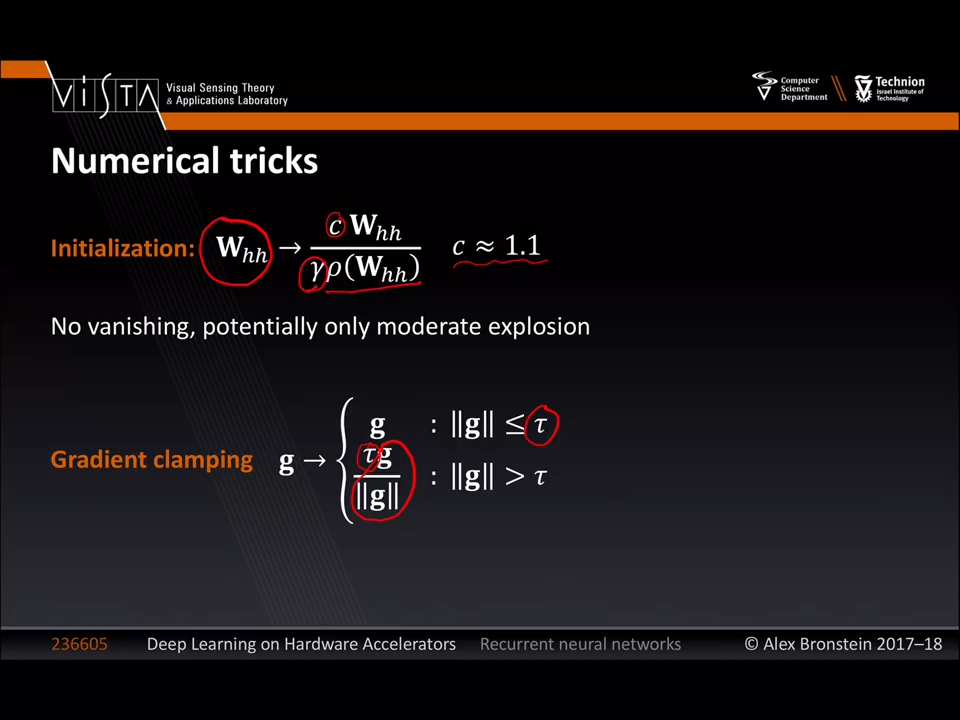 VISTA Visual Sensing Theory
& Applications Laboratory
Computer
Science
Department
Technion
Israel Institute of
Technology
Numerical tricks
Initialization: W_hh → c W_hh / γρ(W_hh) c ≈ 1.1
No vanishing, potentially only moderate explosion
Gradient clamping g → { g : ‖g‖ ≤ τ
τg / ‖g‖ : ‖g‖ > τ
236605 Deep Learning on Hardware Accelerators Recurrent neural networks © Alex Bronstein 2017–18